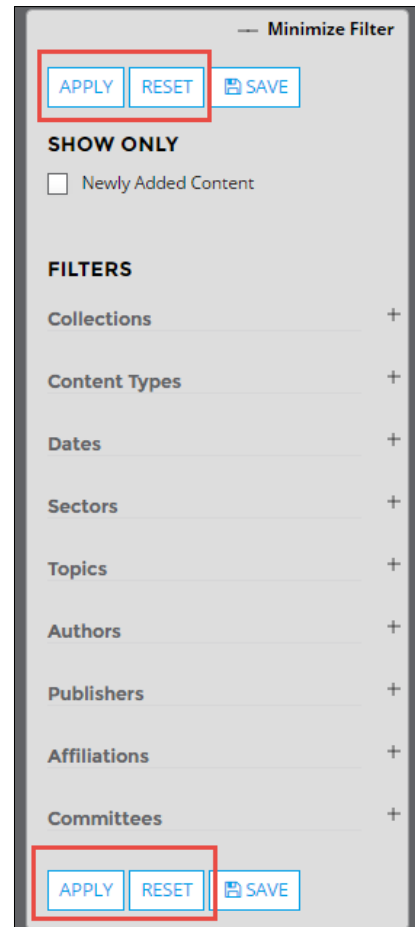 — Minimize Filter
APPLY RESET SAVE
SHOW ONLY
Newly Added Content
FILTERS
Collections +
Content Types +
Dates +
Sectors +
Topics +
Authors +
Publishers +
Affiliations +
Committees +
APPLY RESET SAVE